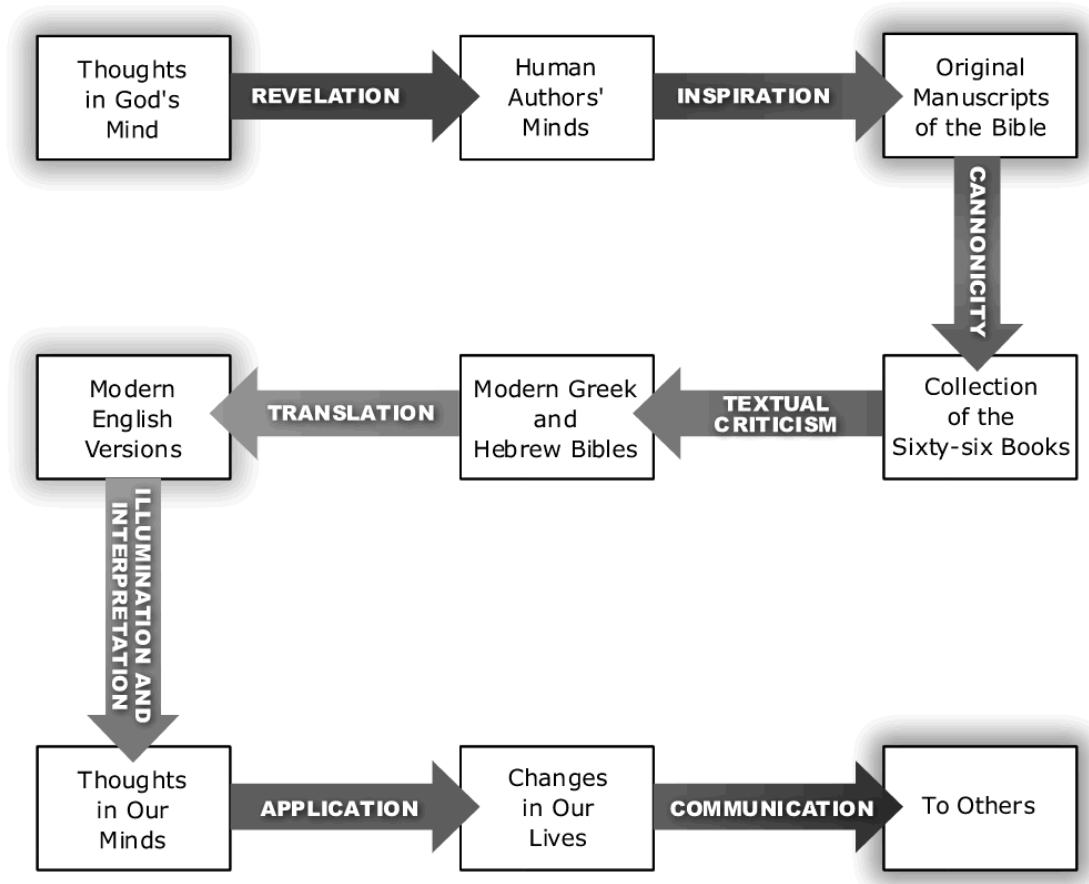 Thoughts
in God's
Mind
REVELATION
Human
Authors'
Minds
INSPIRATION
Original
Manuscripts
of the Bible
CANNONICITY
Collection
of the
Sixty-six Books
TEXTUAL
CRITICISM
Modern Greek
and
Hebrew Bibles
TRANSLATION
Modern
English
Versions
ILLUMINATION AND
INTERPRETATION
Thoughts
in Our
Minds
APPLICATION
Changes
in Our
Lives
COMMUNICATION
To Others